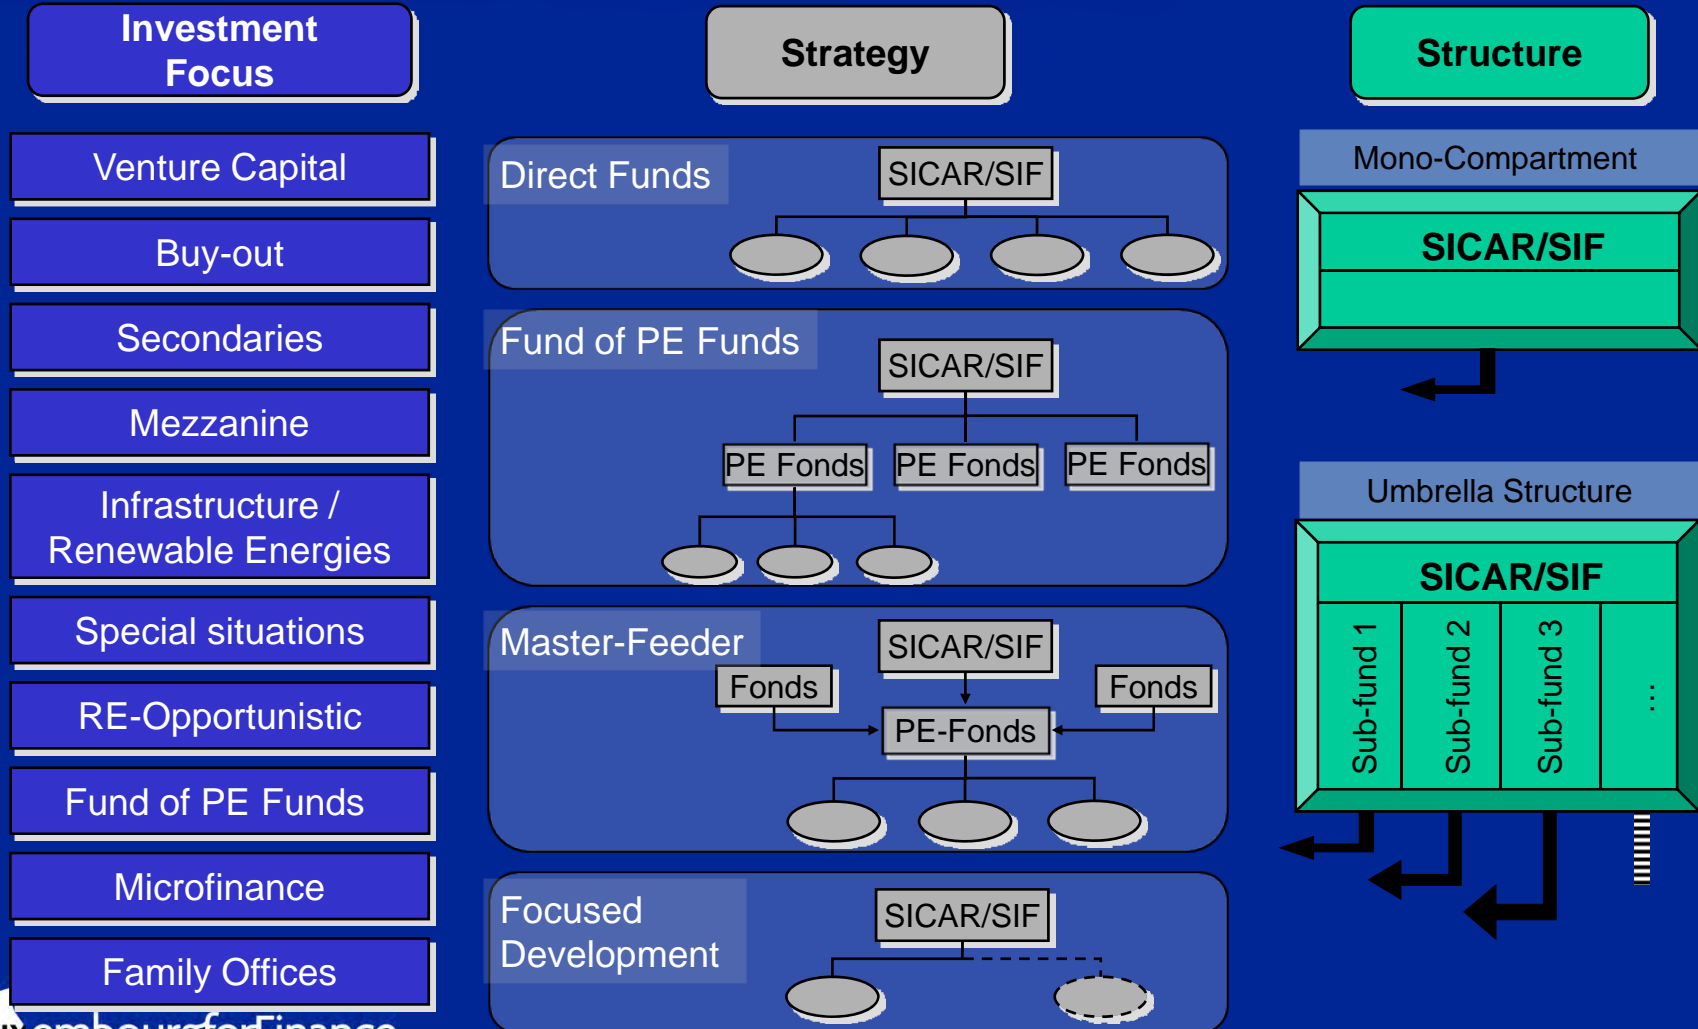 Investment
Focus
Strategy
Structure
Venture Capital
Buy-out
Secondaries
Mezzanine
Infrastructure /
Renewable Energies
Special situations
RE-Opportunistic
Fund of PE Funds
Microfinance
Family Offices
Direct Funds
SICAR/SIF
Fund of PE Funds
SICAR/SIF
PE Fonds
PE Fonds
PE Fonds
Master-Feeder
SICAR/SIF
Fonds
Fonds
PE-Fonds
Focused
Development
SICAR/SIF
Mono-Compartment
SICAR/SIF
Umbrella Structure
SICAR/SIF
Sub-fund 1
Sub-fund 2
Sub-fund 3
...